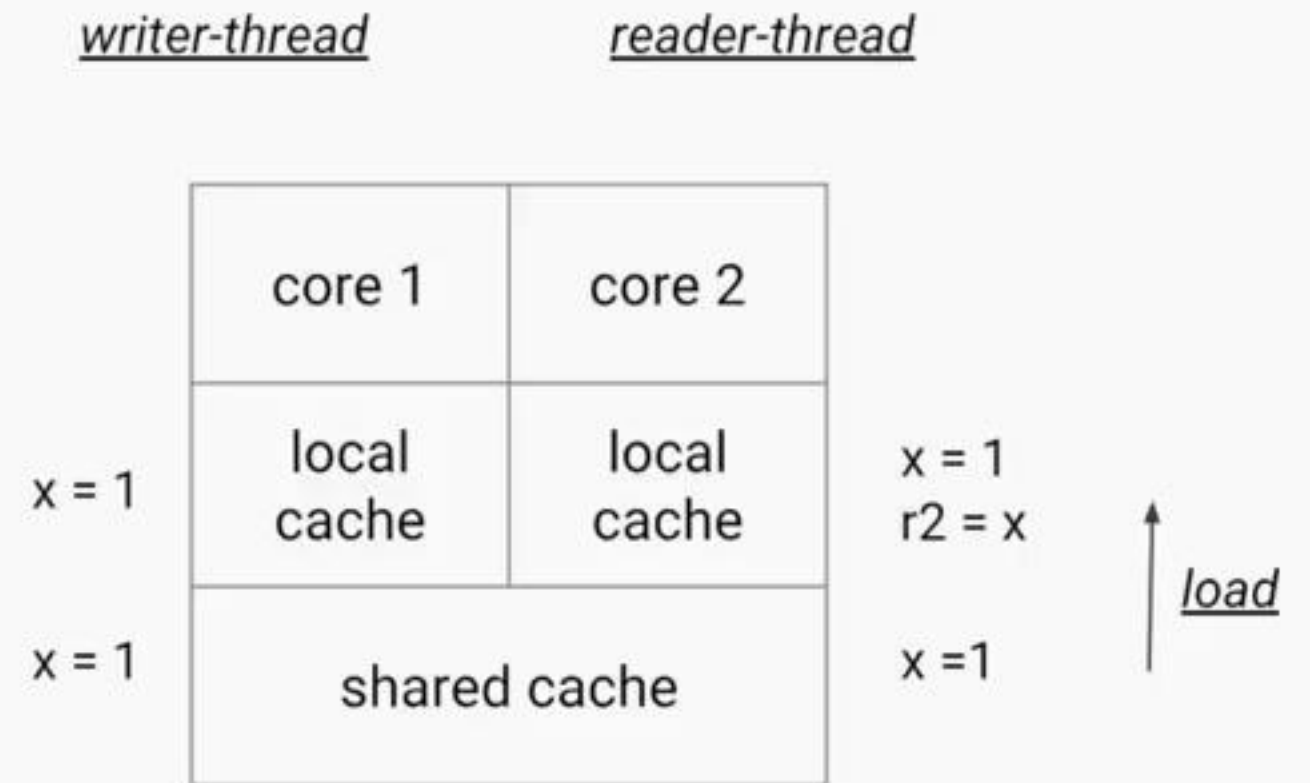 writer-thread
reader-thread
core 1
core 2
x = 1
local
cache
local
cache
x = 1
r2 = x
load
x = 1
shared cache
x =1